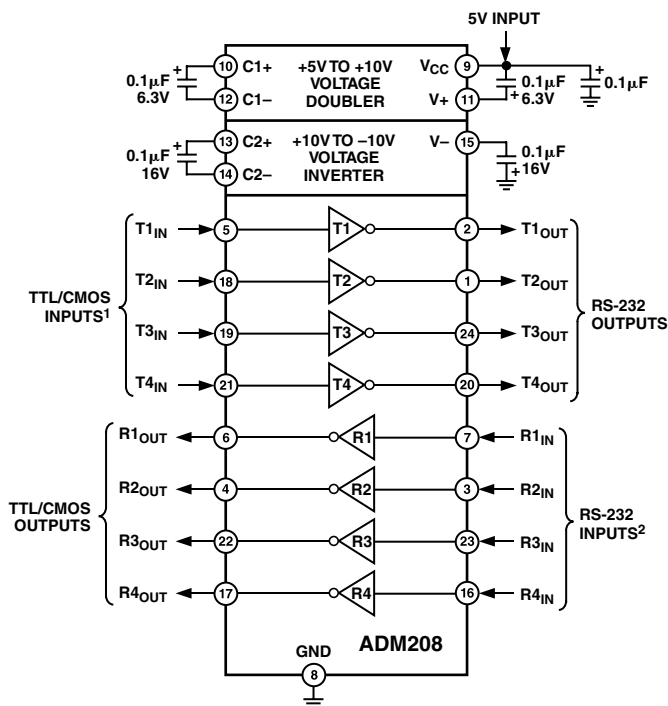 5V INPUT
0.1µF
6.3V
+
10
C1+
12
C1–
+5V TO +10V
VOLTAGE
DOUBLER
VCC
9
V+
11
+
0.1µF
6.3V
+
0.1µF
0.1µF
16V
+
13
C2+
14
C2–
+10V TO –10V
VOLTAGE
INVERTER
V–
15
0.1µF
+
16V
TTL/CMOS
INPUTS1
T1IN 5 T1 2 T1OUT
T2IN 18 T2 1 T2OUT
T3IN 19 T3 24 T3OUT
T4IN 21 T4 20 T4OUT
RS-232
OUTPUTS
TTL/CMOS
OUTPUTS
R1OUT 6 R1 7 R1IN
R2OUT 4 R2 3 R2IN
R3OUT 22 R3 23 R3IN
R4OUT 17 R4 16 R4IN
RS-232
INPUTS2
GND
8
ADM208